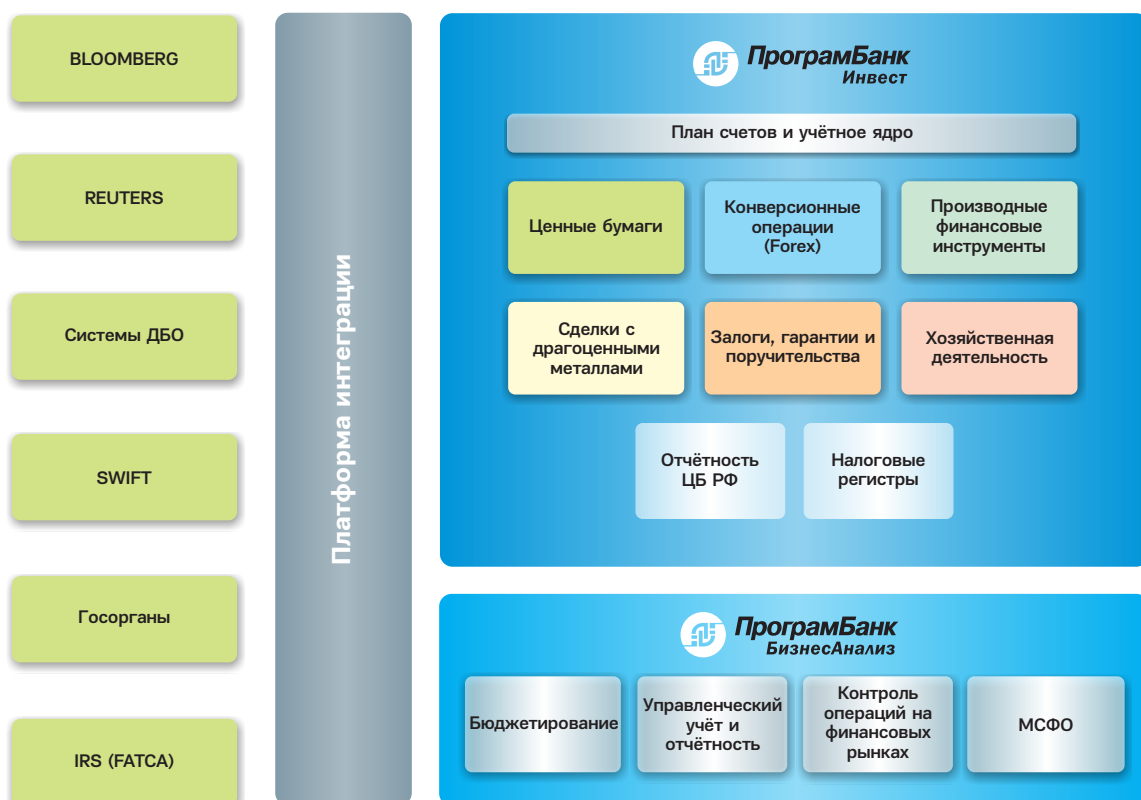 BLOOMBERG
REUTERS
Системы ДБО
SWIFT
Госорганы
IRS (FATCA)
Платформа интеграции
ПрограмБанк
Инвест
План счетов и учётное ядро
Ценные бумаги
Конверсионные
операции
(Forex)
Производные
финансовые
инструменты
Сделки с
драгоценными
металлами
Залоги, гарантии и
поручительства
Хозяйственная
деятельность
Отчётность
ЦБ РФ
Налоговые
регистры
ПрограмБанк
БизнесАнализ
Бюджетирование
Управленческий
учёт и
отчётность
Контроль
операций на
финансовых
рынках
МСФО